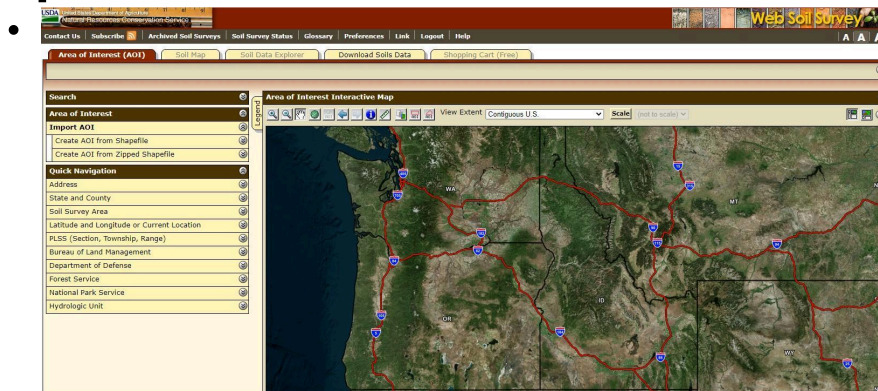 USDA United States Department of Agriculture
Natural Resources Conservation Service
Web Soil Survey
Contact Us | Subscribe | Archived Soil Surveys | Soil Survey Status | Glossary | Preferences | Link | Logout | Help
A A A
Area of Interest (AOI) Soil Map Soil Data Explorer Download Soils Data Shopping Cart (Free)
Search
Area of Interest
Import AOI
Create AOI from Shapefile
Create AOI from Zipped Shapefile
Quick Navigation
Address
State and County
Soil Survey Area
Latitude and Longitude or Current Location
PLSS (Section, Township, Range)
Bureau of Land Management
Department of Defense
Forest Service
National Park Service
Hydrologic Unit
Legend
Area of Interest Interactive Map
View Extent Contiguous U.S. Scale (not to scale)
WA
MT
OR
ID
WY